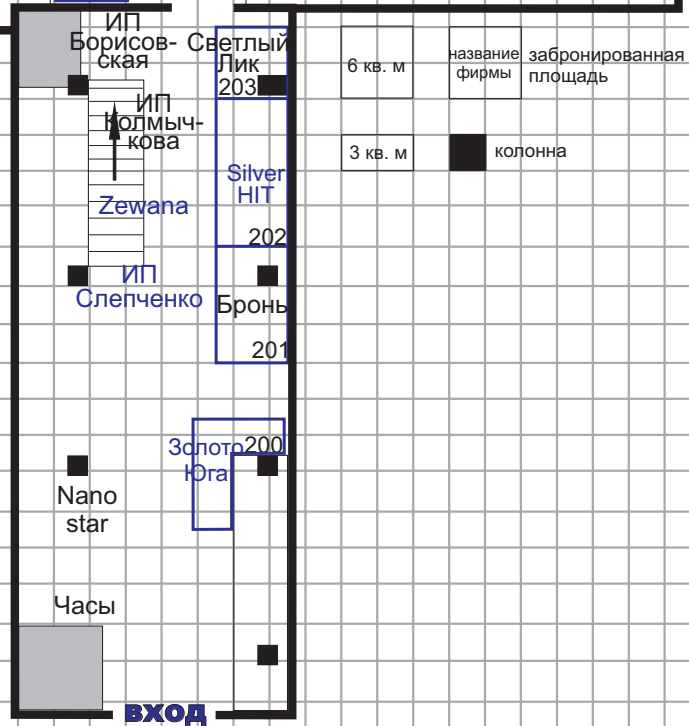 ИП
Борисов-
ская
Светлый
Лик
203
ИП
Колмыч-
кова
Zewana
Silver
HIT
202
ИП
Слепченко
Бронь
201
Золото
Юга
200
Nano
star
Часы
ВХОД
6 кв. м
название
фирмы
забронированная
площадь
3 кв. м
колонна